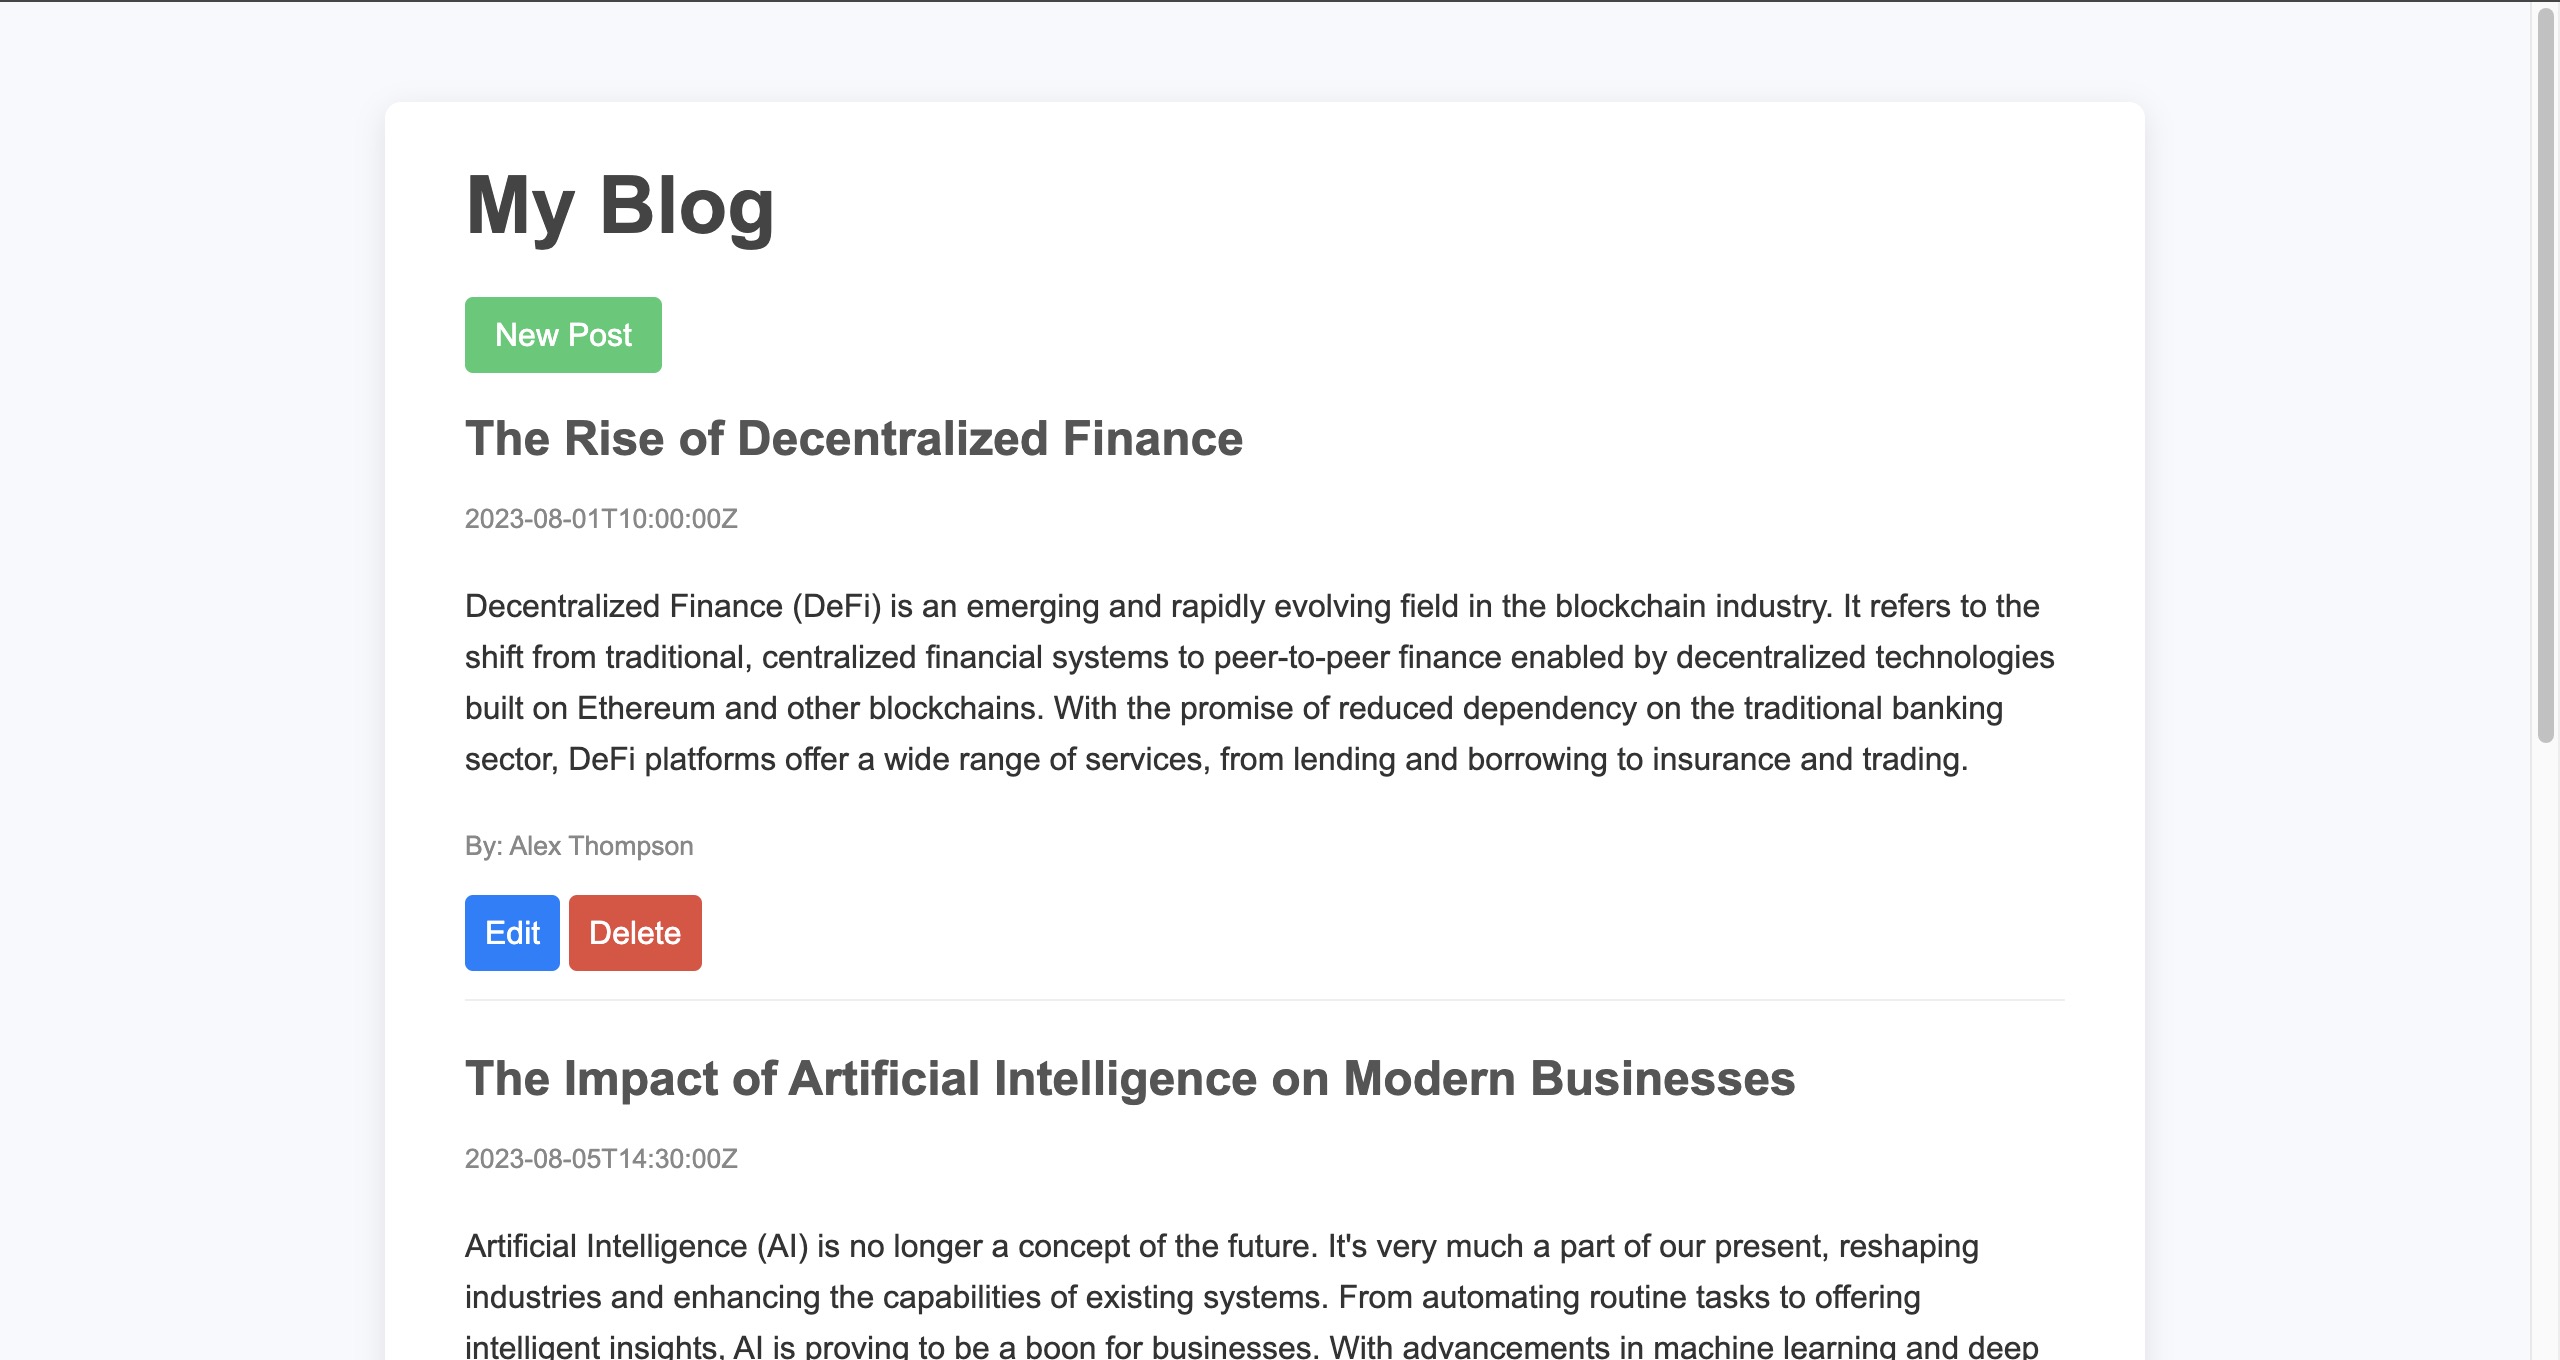 My Blog
New Post
The Rise of Decentralized Finance
2023-08-01T10:00:00Z
Decentralized Finance (DeFi) is an emerging and rapidly evolving field in the blockchain industry. It refers to the
shift from traditional, centralized financial systems to peer-to-peer finance enabled by decentralized technologies
built on Ethereum and other blockchains. With the promise of reduced dependency on the traditional banking
sector, DeFi platforms offer a wide range of services, from lending and borrowing to insurance and trading.
By: Alex Thompson
Edit Delete
The Impact of Artificial Intelligence on Modern Businesses
2023-08-05T14:30:00Z
Artificial Intelligence (AI) is no longer a concept of the future. It's very much a part of our present, reshaping
industries and enhancing the capabilities of existing systems. From automating routine tasks to offering
intelligent insights, AI is proving to be a boon for businesses. With advancements in machine learning and deep